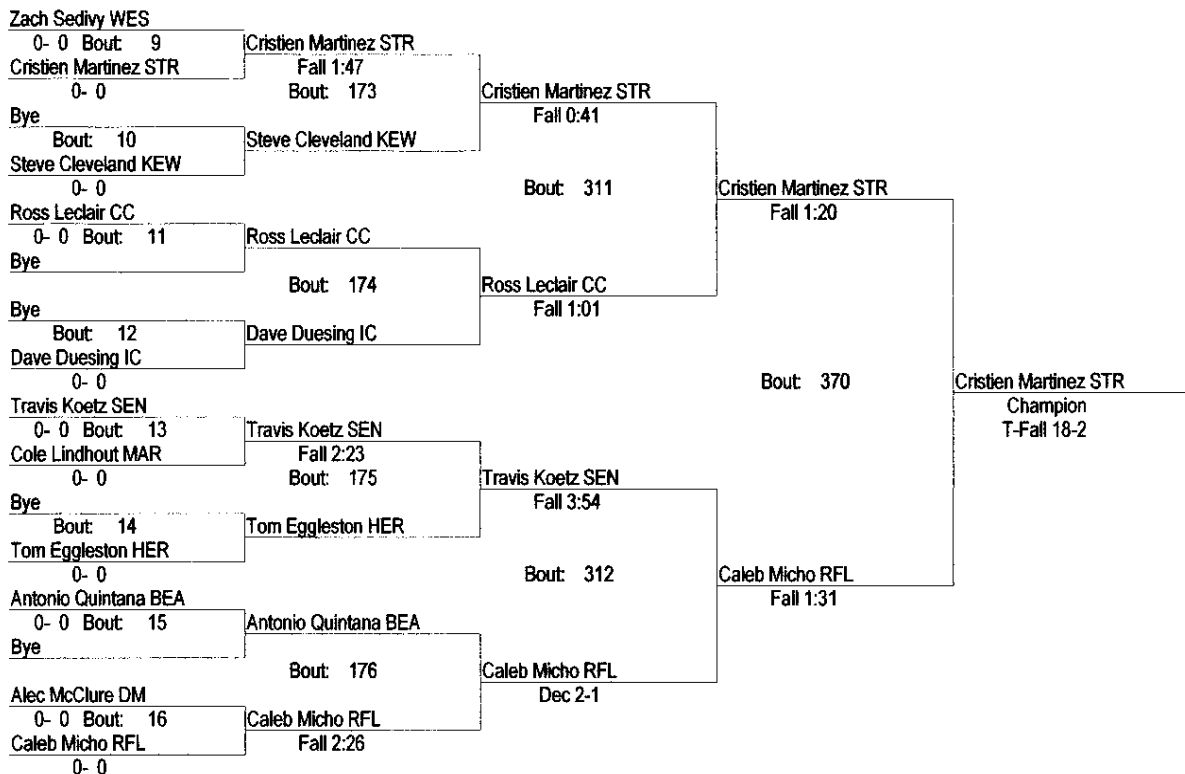 Zach Sedivy WES
0- 0 Bout: 9
Cristien Martinez STR
0- 0
Bye
Bout: 10
Steve Cleveland KEW
0- 0
Ross Leclair CC
0- 0 Bout: 11
Bye
Bye
Bout: 12
Dave Duesing IC
0- 0
Travis Koetz SEN
0- 0 Bout: 13
Cole Lindhout MAR
0- 0
Bye
Bout: 14
Tom Eggleston HER
0- 0
Antonio Quintana BEA
0- 0 Bout: 15
Bye
Alec McClure DM
0- 0 Bout: 16
Caleb Micho RFL
0- 0
Cristien Martinez STR
Fall 1:47
Bout: 173
Steve Cleveland KEW
Ross Leclair CC
Bout: 174
Dave Duesing IC
Travis Koetz SEN
Fall 2:23
Bout: 175
Tom Eggleston HER
Antonio Quintana BEA
Bout: 176
Caleb Micho RFL
Fall 2:26
Cristien Martinez STR
Fall 0:41
Bout: 311
Ross Leclair CC
Fall 1:01
Travis Koetz SEN
Fall 3:54
Bout: 312
Caleb Micho RFL
Dec 2-1
Cristien Martinez STR
Fall 1:20
Bout: 370
Caleb Micho RFL
Fall 1:31
Cristien Martinez STR
Champion
T-Fall 18-2